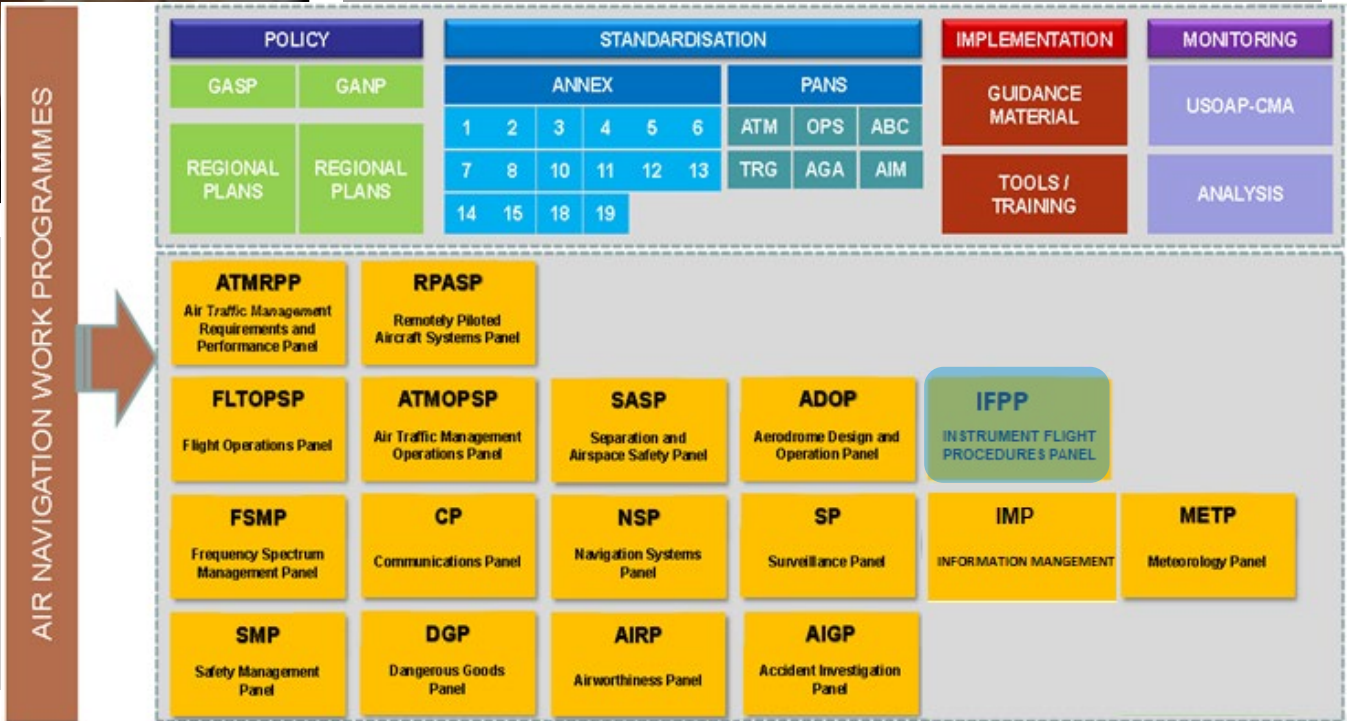 AIR NAVIGATION WORK PROGRAMMES
POLICY
STANDARDISATION
IMPLEMENTATION
MONITORING
GASP
GANP
ANNEX
PANS
GUIDANCE
MATERIAL
USOAP-CMA
1 2 3 4 5 6
ATM OPS ABC
REGIONAL
PLANS
REGIONAL
PLANS
7 8 10 11 12 13
TRG AGA AIM
TOOLS /
TRAINING
ANALYSIS
14 15 18 19
ATMRPP
Air Traffic Management
Requirements and
Performance Panel
RPASP
Remotely Piloted
Aircraft Systems Panel
FLTOPSP
Flight Operations Panel
ATMOPSP
Air Traffic Management
Operations Panel
SASP
Separation and
Airspace Safety Panel
ADOP
Aerodrome Design and
Operation Panel
IFPP
INSTRUMENT FLIGHT
PROCEDURES PANEL
FSMP
Frequency Spectrum
Management Panel
CP
Communications Panel
NSP
Navigation Systems
Panel
SP
Surveillance Panel
IMP
INFORMATION MANGEMENT
METP
Meteorology Panel
SMP
Safety Management
Panel
DGP
Dangerous Goods
Panel
AIRP
Airworthiness Panel
AIGP
Accident Investigation
Panel